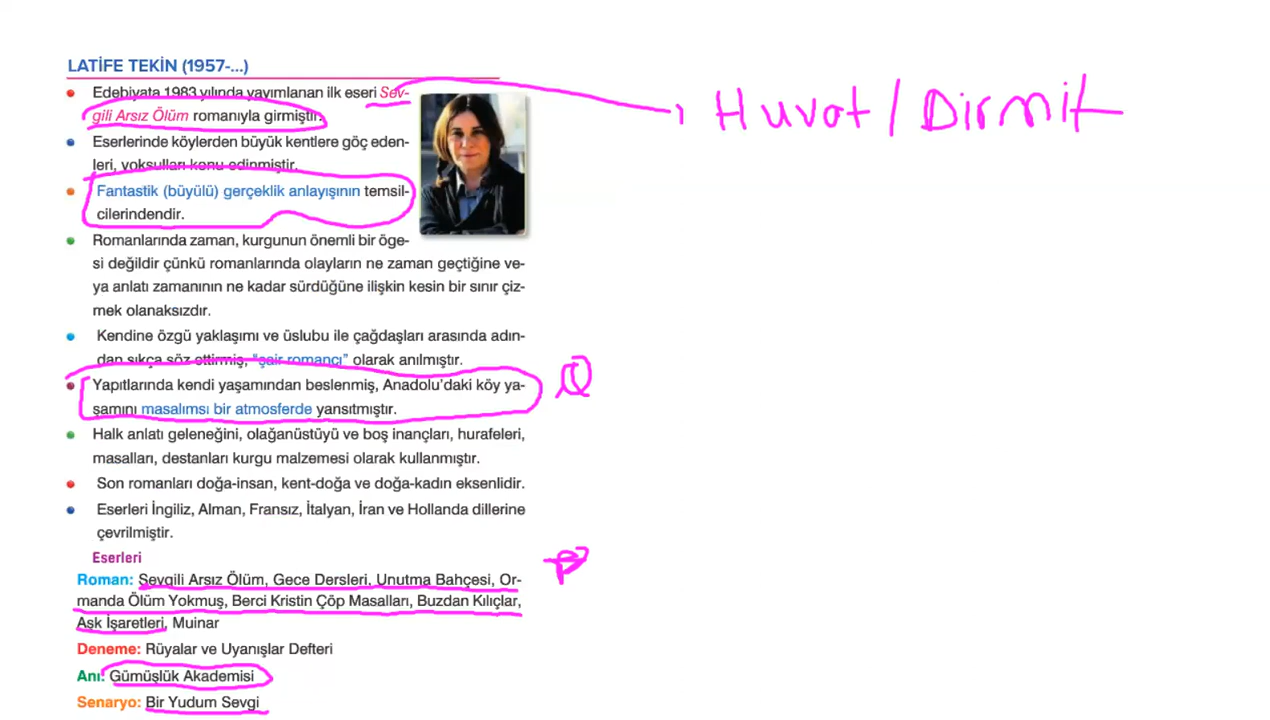 LATİFE TEKİN (1957-...)
Edebiyata 1983 yılında yayımlanan ilk eseri Sev-
gili Arsız Ölüm romanıyla girmiştir.
Huvat / Dirmit
Eserlerinde köylerden büyük kentlere göç eden-
leri, yoksulları konu edinmiştir.
Fantastik (büyülü) gerçeklik anlayışının temsil-
cilerindendir.
Romanlarında zaman, kurgunun önemli bir öge-
si değildir çünkü romanlarında olayların ne zaman geçtiğine ve-
ya anlatı zamanının ne kadar sürdüğüne ilişkin kesin bir sınır çiz-
mek olanaksızdır.
Kendine özgü yaklaşımı ve üslubu ile çağdaşları arasında adın-
dan sıkça söz ettirmiş, “şair romancı” olarak anılmıştır.
Yapıtlarında kendi yaşamından beslenmiş, Anadolu'daki köy ya-
şamını masalımsı bir atmosferde yansıtmıştır.
Halk anlatı geleneğini, olağanüstüyü ve boş inançları, hurafeleri,
masalları, destanları kurgu malzemesi olarak kullanmıştır.
Son romanları doğa-insan, kent-doğa ve doğa-kadın eksenlidir.
Eserleri İngiliz, Alman, Fransız, İtalyan, İran ve Hollanda dillerine
çevrilmiştir.
Eserleri
Roman: Sevgili Arsız Ölüm, Gece Dersleri, Unutma Bahçesi, Or-
manda Ölüm Yokmuş, Berci Kristin Çöp Masalları, Buzdan Kılıçlar,
Aşk İşaretleri, Muinar
Deneme: Rüyalar ve Uyanışlar Defteri
Anı: Gümüşlük Akademisi
Senaryo: Bir Yudum Sevgi